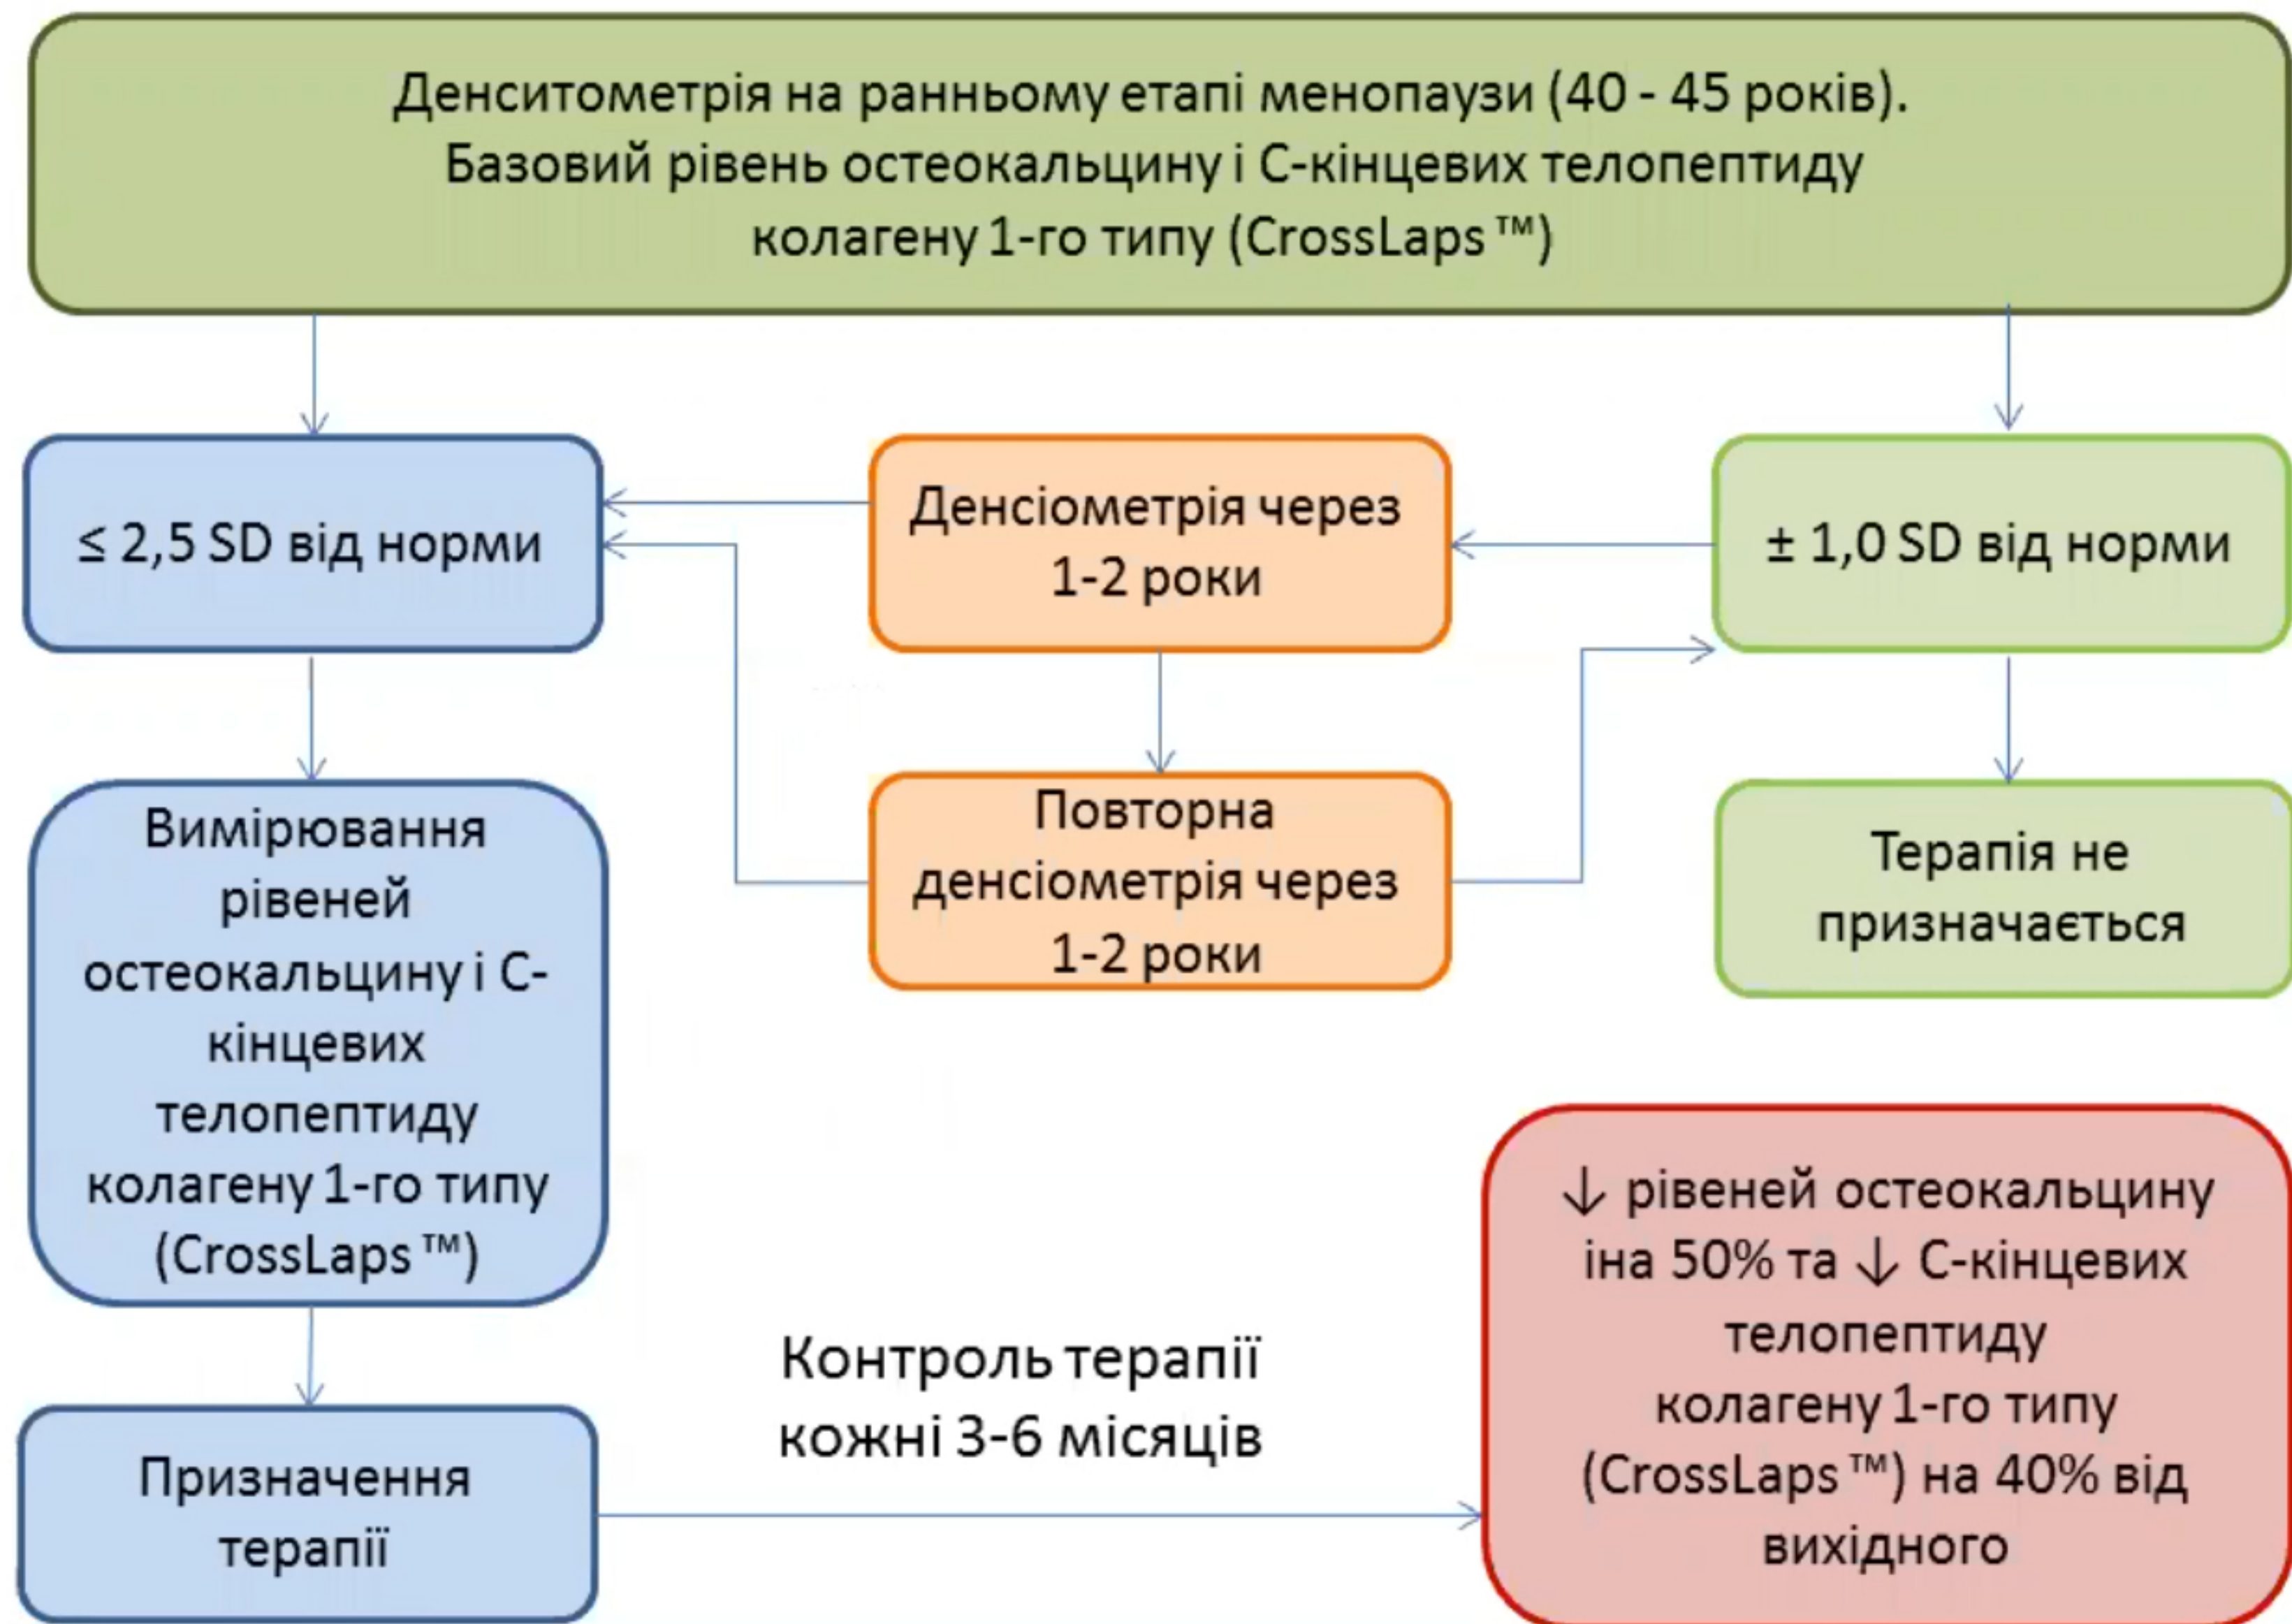 Денситометрія на ранньому етапі менопаузи (40 - 45 років).
Базовий рівень остеокальцину і С-кінцевих телопептиду
колагену 1-го типу (CrossLaps ™)
≤ 2,5 SD від норми
Денсіометрія через
1-2 роки
± 1,0 SD від норми
Вимірювання
рівеней
остеокальцину і С-
кінцевих
телопептиду
колагену 1-го типу
(CrossLaps ™)
Повторна
денсіометрія через
1-2 роки
Терапія не
призначається
Призначення
терапії
Контроль терапії
кожні 3-6 місяців
↓ рівеней остеокальцину
іна 50% та ↓ С-кінцевих
телопептиду
колагену 1-го типу
(CrossLaps ™) на 40% від
вихідного